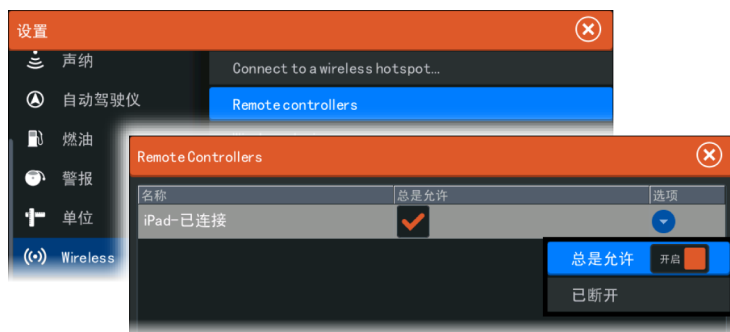 设置
声纳
Connect to a wireless hotspot...
自动驾驶仪
Remote controllers
燃油
警报
单位
Wireless
Remote Controllers
名称 总是允许 选项
iPad-已连接
总是允许 开启
已断开